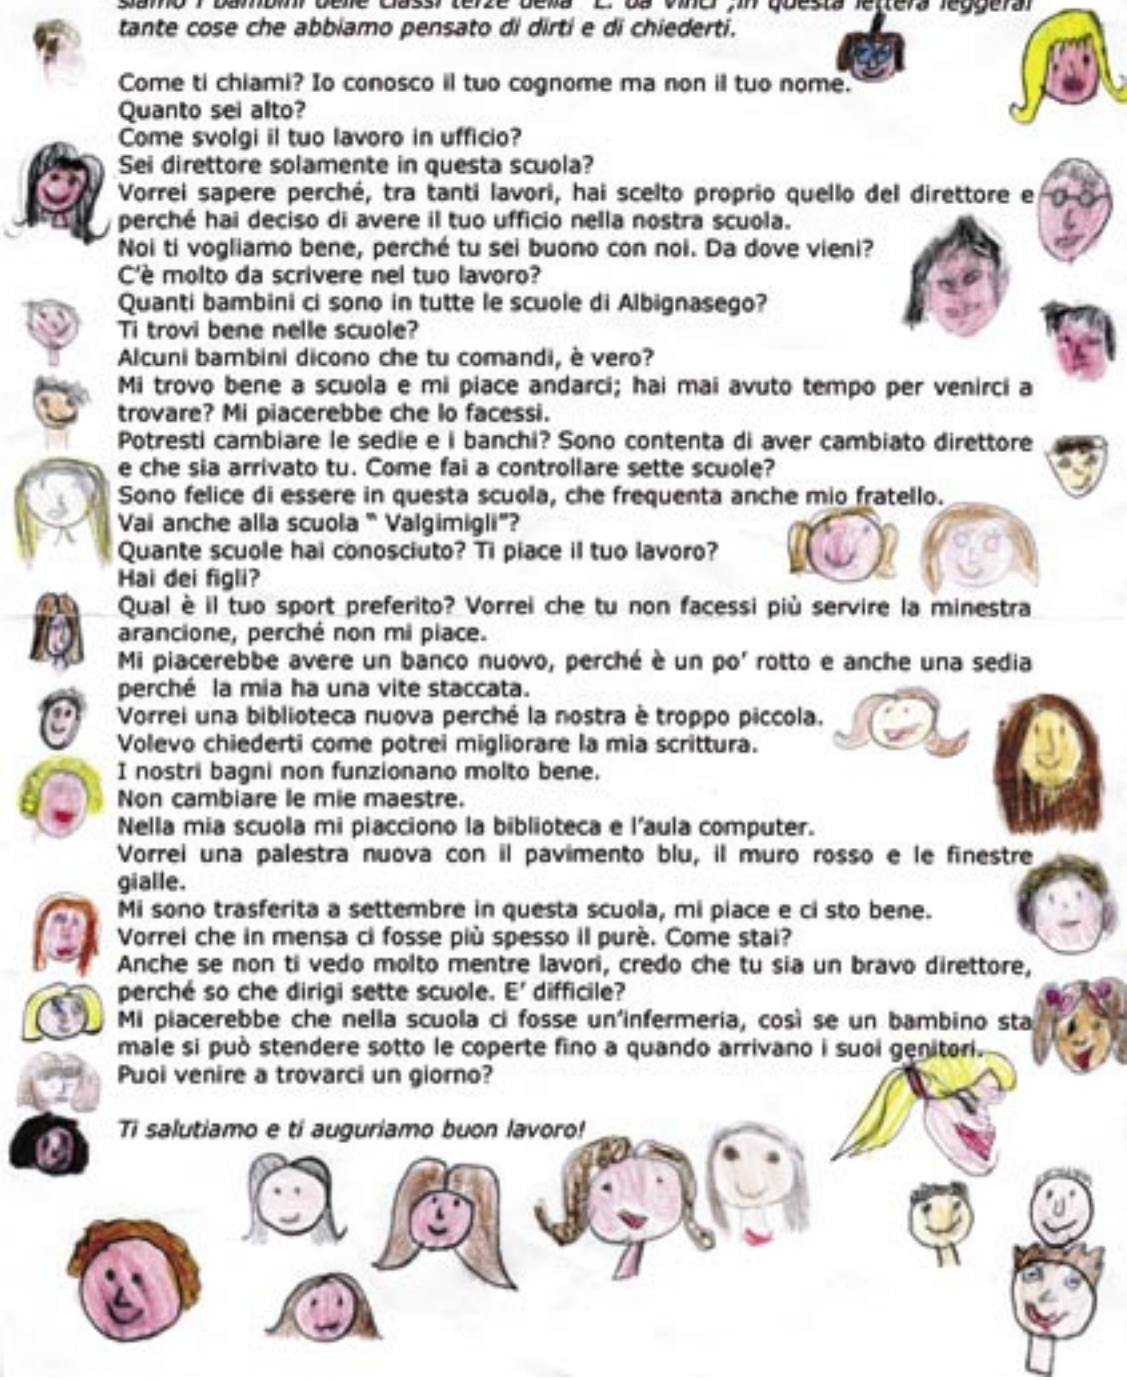 siamo i bambini delle classi terze della "L. da Vinci",in questa lettera leggerai
tante cose che abbiamo pensato di dirti e di chiederti.
Come ti chiami? Io conosco il tuo cognome ma non il tuo nome.
Quanto sei alto?
Come svolgi il tuo lavoro in ufficio?
Sei direttore solamente in questa scuola?
Vorrei sapere perché, tra tanti lavori, hai scelto proprio quello del direttore e
perché hai deciso di avere il tuo ufficio nella nostra scuola.
Noi ti vogliamo bene, perché tu sei buono con noi. Da dove vieni?
C'è molto da scrivere nel tuo lavoro?
Quanti bambini ci sono in tutte le scuole di Albignasego?
Ti trovi bene nelle scuole?
Alcuni bambini dicono che tu comandi, è vero?
Mi trovo bene a scuola e mi piace andarci; hai mai avuto tempo per venirci a
trovare? Mi piacerebbe che lo facessi.
Potresti cambiare le sedie e i banchi? Sono contenta di aver cambiato direttore
e che sia arrivato tu. Come fai a controllare sette scuole?
Sono felice di essere in questa scuola, che frequenta anche mio fratello.
Vai anche alla scuola " Valgimigli"?
Quante scuole hai conosciuto? Ti piace il tuo lavoro?
Hai dei figli?
Qual è il tuo sport preferito? Vorrei che tu non facessi più servire la minestra
arancione, perché non mi piace.
Mi piacerebbe avere un banco nuovo, perché è un po' rotto e anche una sedia
perché la mia ha una vite staccata.
Vorrei una biblioteca nuova perché la nostra è troppo piccola.
Volevo chiederti come potrei migliorare la mia scrittura.
I nostri bagni non funzionano molto bene.
Non cambiare le mie maestre.
Nella mia scuola mi piacciono la biblioteca e l'aula computer.
Vorrei una palestra nuova con il pavimento blu, il muro rosso e le finestre
gialle.
Mi sono trasferita a settembre in questa scuola, mi piace e ci sto bene.
Vorrei che in mensa ci fosse più spesso il purè. Come stai?
Anche se non ti vedo molto mentre lavori, credo che tu sia un bravo direttore,
perché so che dirigi sette scuole. E' difficile?
Mi piacerebbe che nella scuola ci fosse un'infermeria, così se un bambino sta
male si può stendere sotto le coperte fino a quando arrivano i suoi genitori.
Puoi venire a trovarci un giorno?
Ti salutiamo e ti auguriamo buon lavoro!